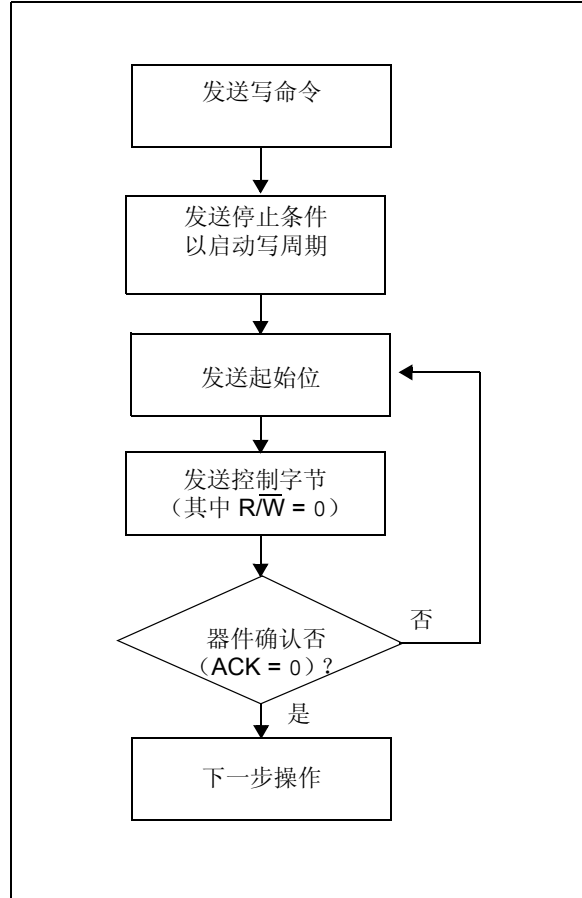 发送写命令
发送停止条件
以启动写周期
发送起始位
发送控制字节
（其中 R/W̅ = 0）
器件确认否
（ACK = 0）？
否
是
下一步操作